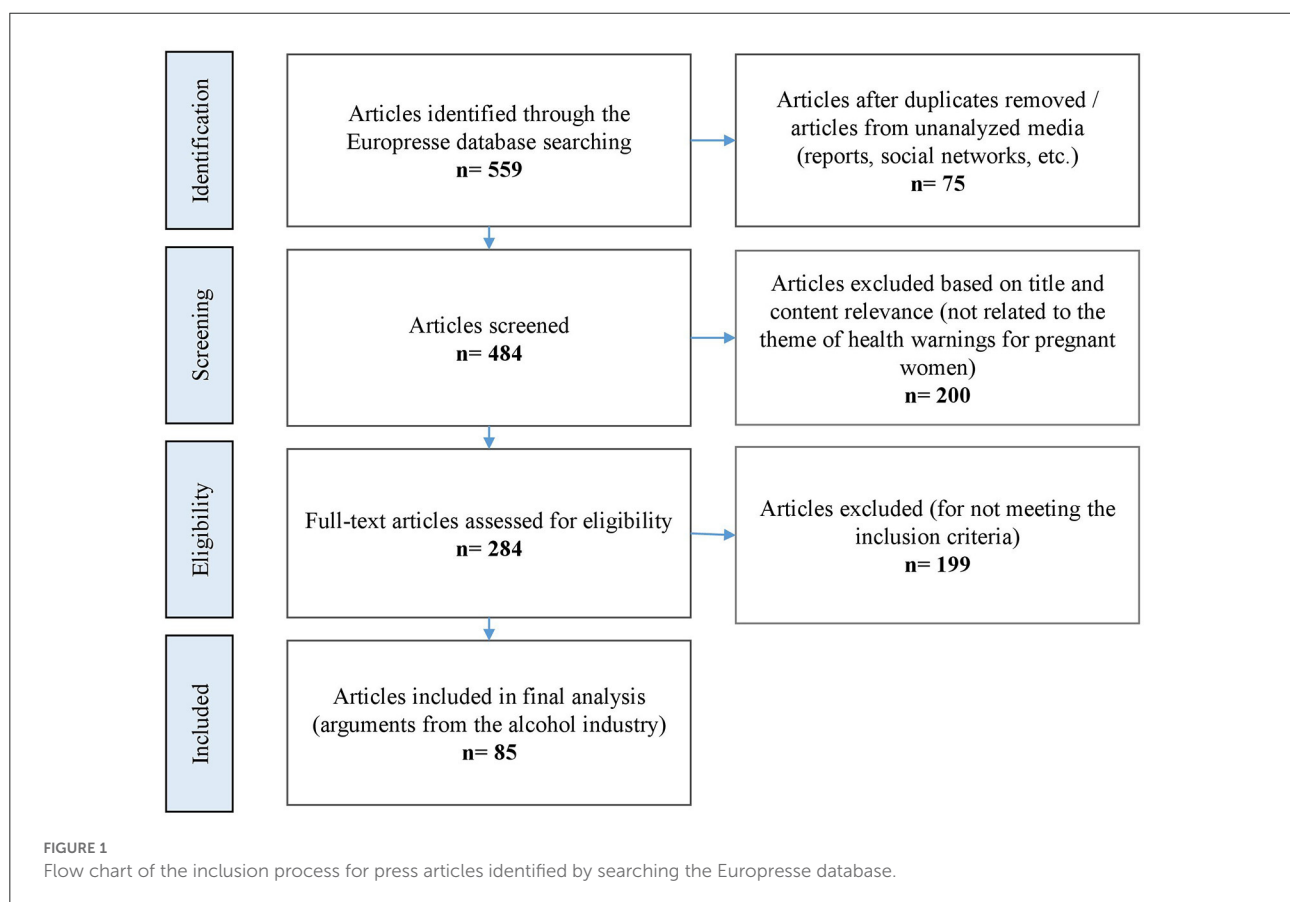 Identification
Articles identified through the
Europresse database searching
n= 559
Articles after duplicates removed /
articles from unanalyzed media
(reports, social networks, etc.)
n= 75
Screening
Articles screened
n= 484
Articles excluded based on title and
content relevance (not related to the
theme of health warnings for pregnant
women)
n= 200
Eligibility
Full-text articles assessed for eligibility
n= 284
Articles excluded (for not meeting the
inclusion criteria)
n= 199
Included
Articles included in final analysis
(arguments from the alcohol industry)
n= 85
FIGURE 1
Flow chart of the inclusion process for press articles identified by searching the Europresse database.